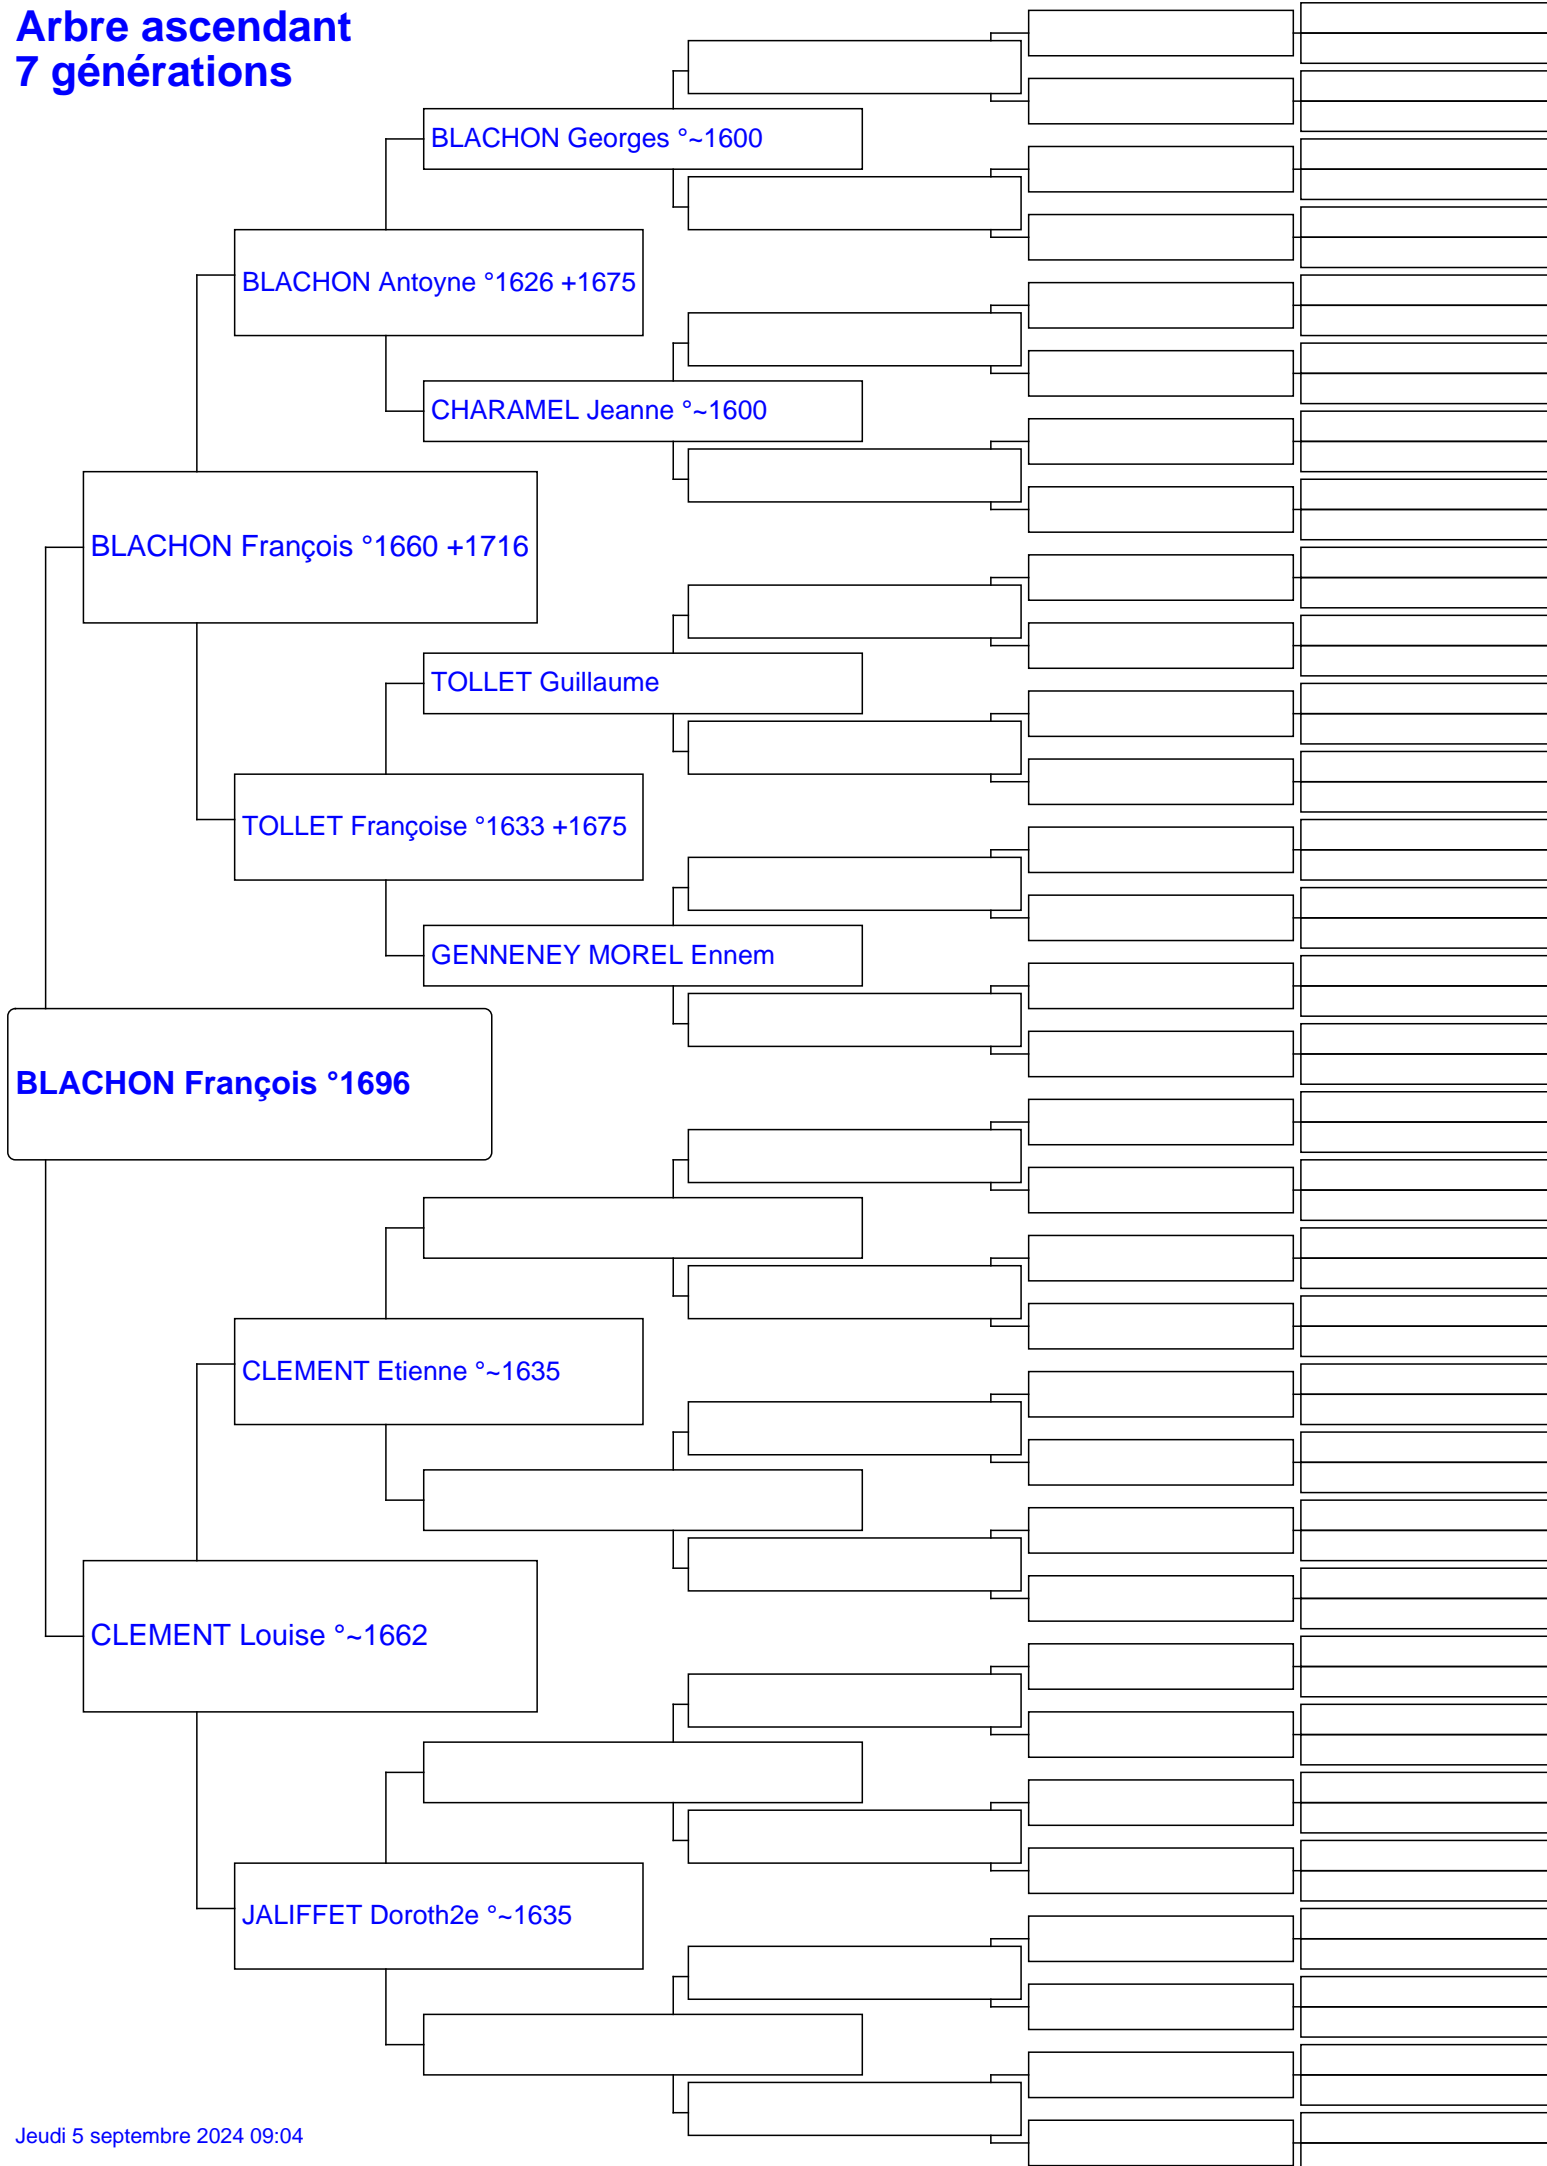 Arbre ascendant
7 générations
BLACHON Georges °~1600
BLACHON Antoyne °1626 +1675
CHARAMEL Jeanne °~1600
BLACHON François °1660 +1716
TOLLET Guillaume
TOLLET Françoise °1633 +1675
GENNENEY MOREL Ennem
BLACHON François °1696
CLEMENT Etienne °~1635
CLEMENT Louise °~1662
JALIFFET Doroth2e °~1635
Jeudi 5 septembre 2024 09:04